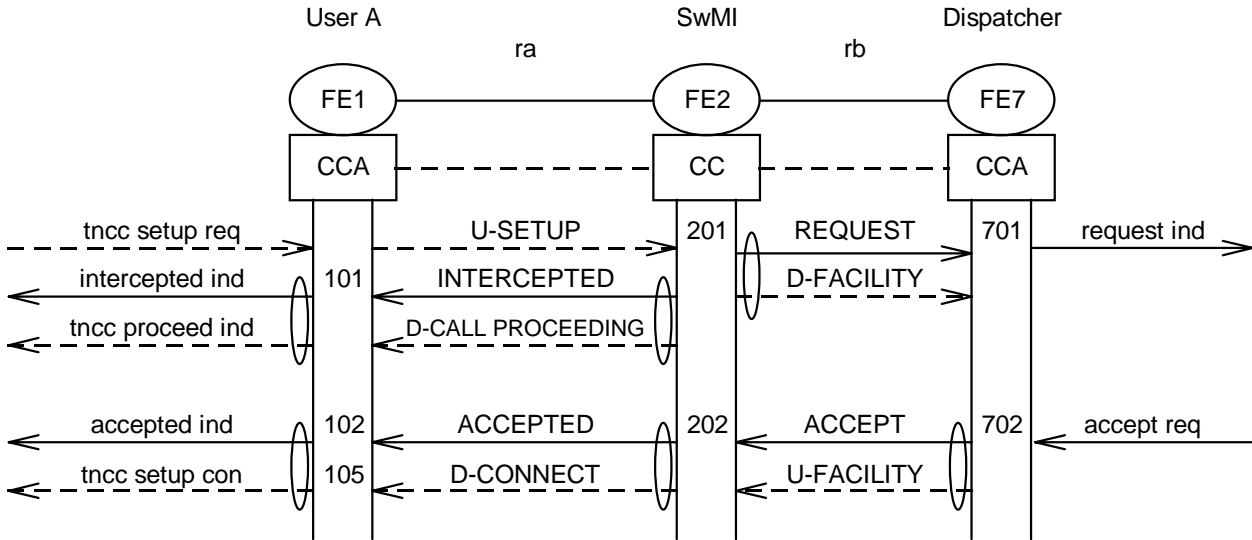 User A SwMI Dispatcher
ra rb
FE1 FE2 FE7
CCA CC CCA
tncc setup req U-SETUP 201 REQUEST 701 request ind
intercepted ind 101 INTERCEPTED D-FACILITY
tncc proceed ind D-CALL PROCEEDING
accepted ind 102 ACCEPTED 202 ACCEPT 702 accept req
tncc setup con 105 D-CONNECT U-FACILITY